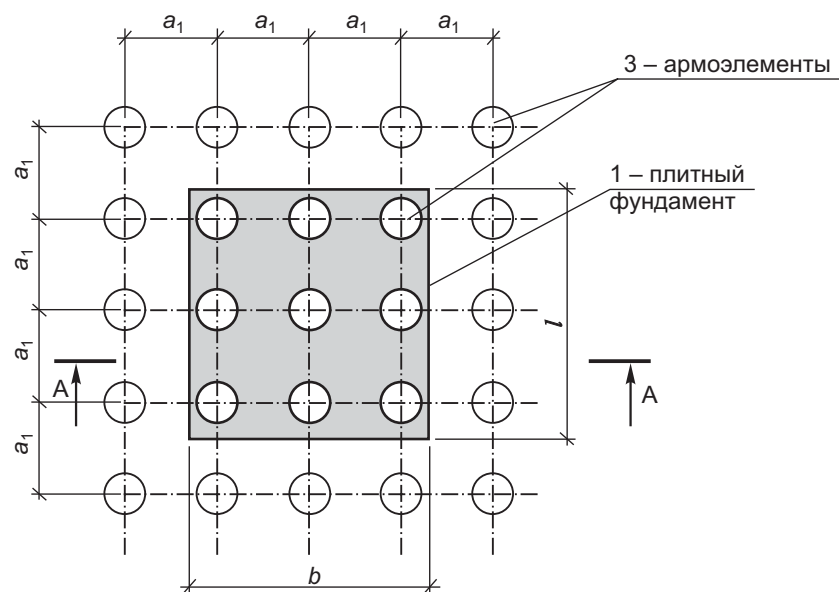 a1 a1 a1 a1
3 – армоэлементы
a1
1 – плитный
фундамент
a1
l
a1
А А
a1
b